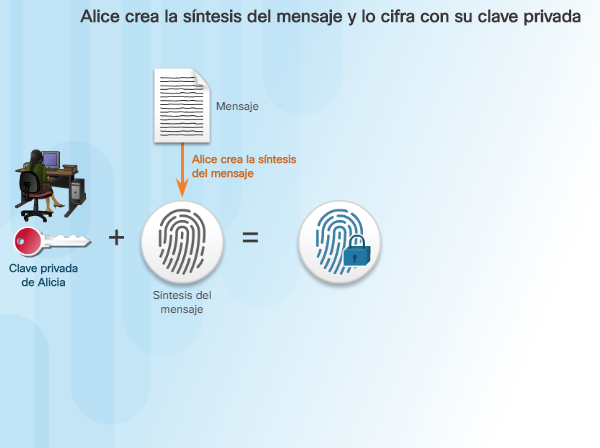 Alice crea la síntesis del mensaje y lo cifra con su clave privada
Mensaje
Alice crea la síntesis
del mensaje
+
=
Clave privada
de Alicia
Síntesis del
mensaje